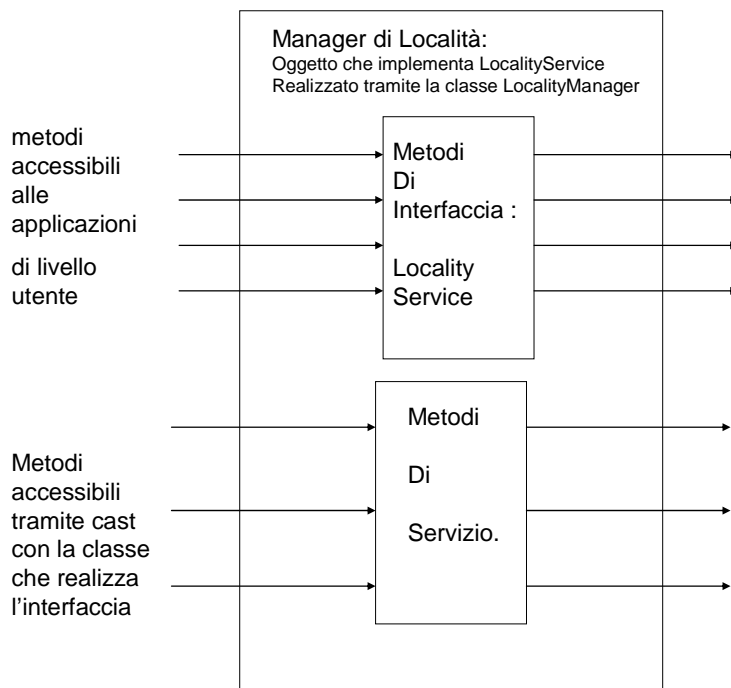 Manager di Località:
Oggetto che implementa LocalityService
Realizzato tramite la classe LocalityManager
metodi
accessibili
alle
applicazioni
di livello
utente
Metodi
Di
Interfaccia :
Locality
Service
Metodi
accessibili
tramite cast
con la classe
che realizza
l'interfaccia
Metodi
Di
Servizio.